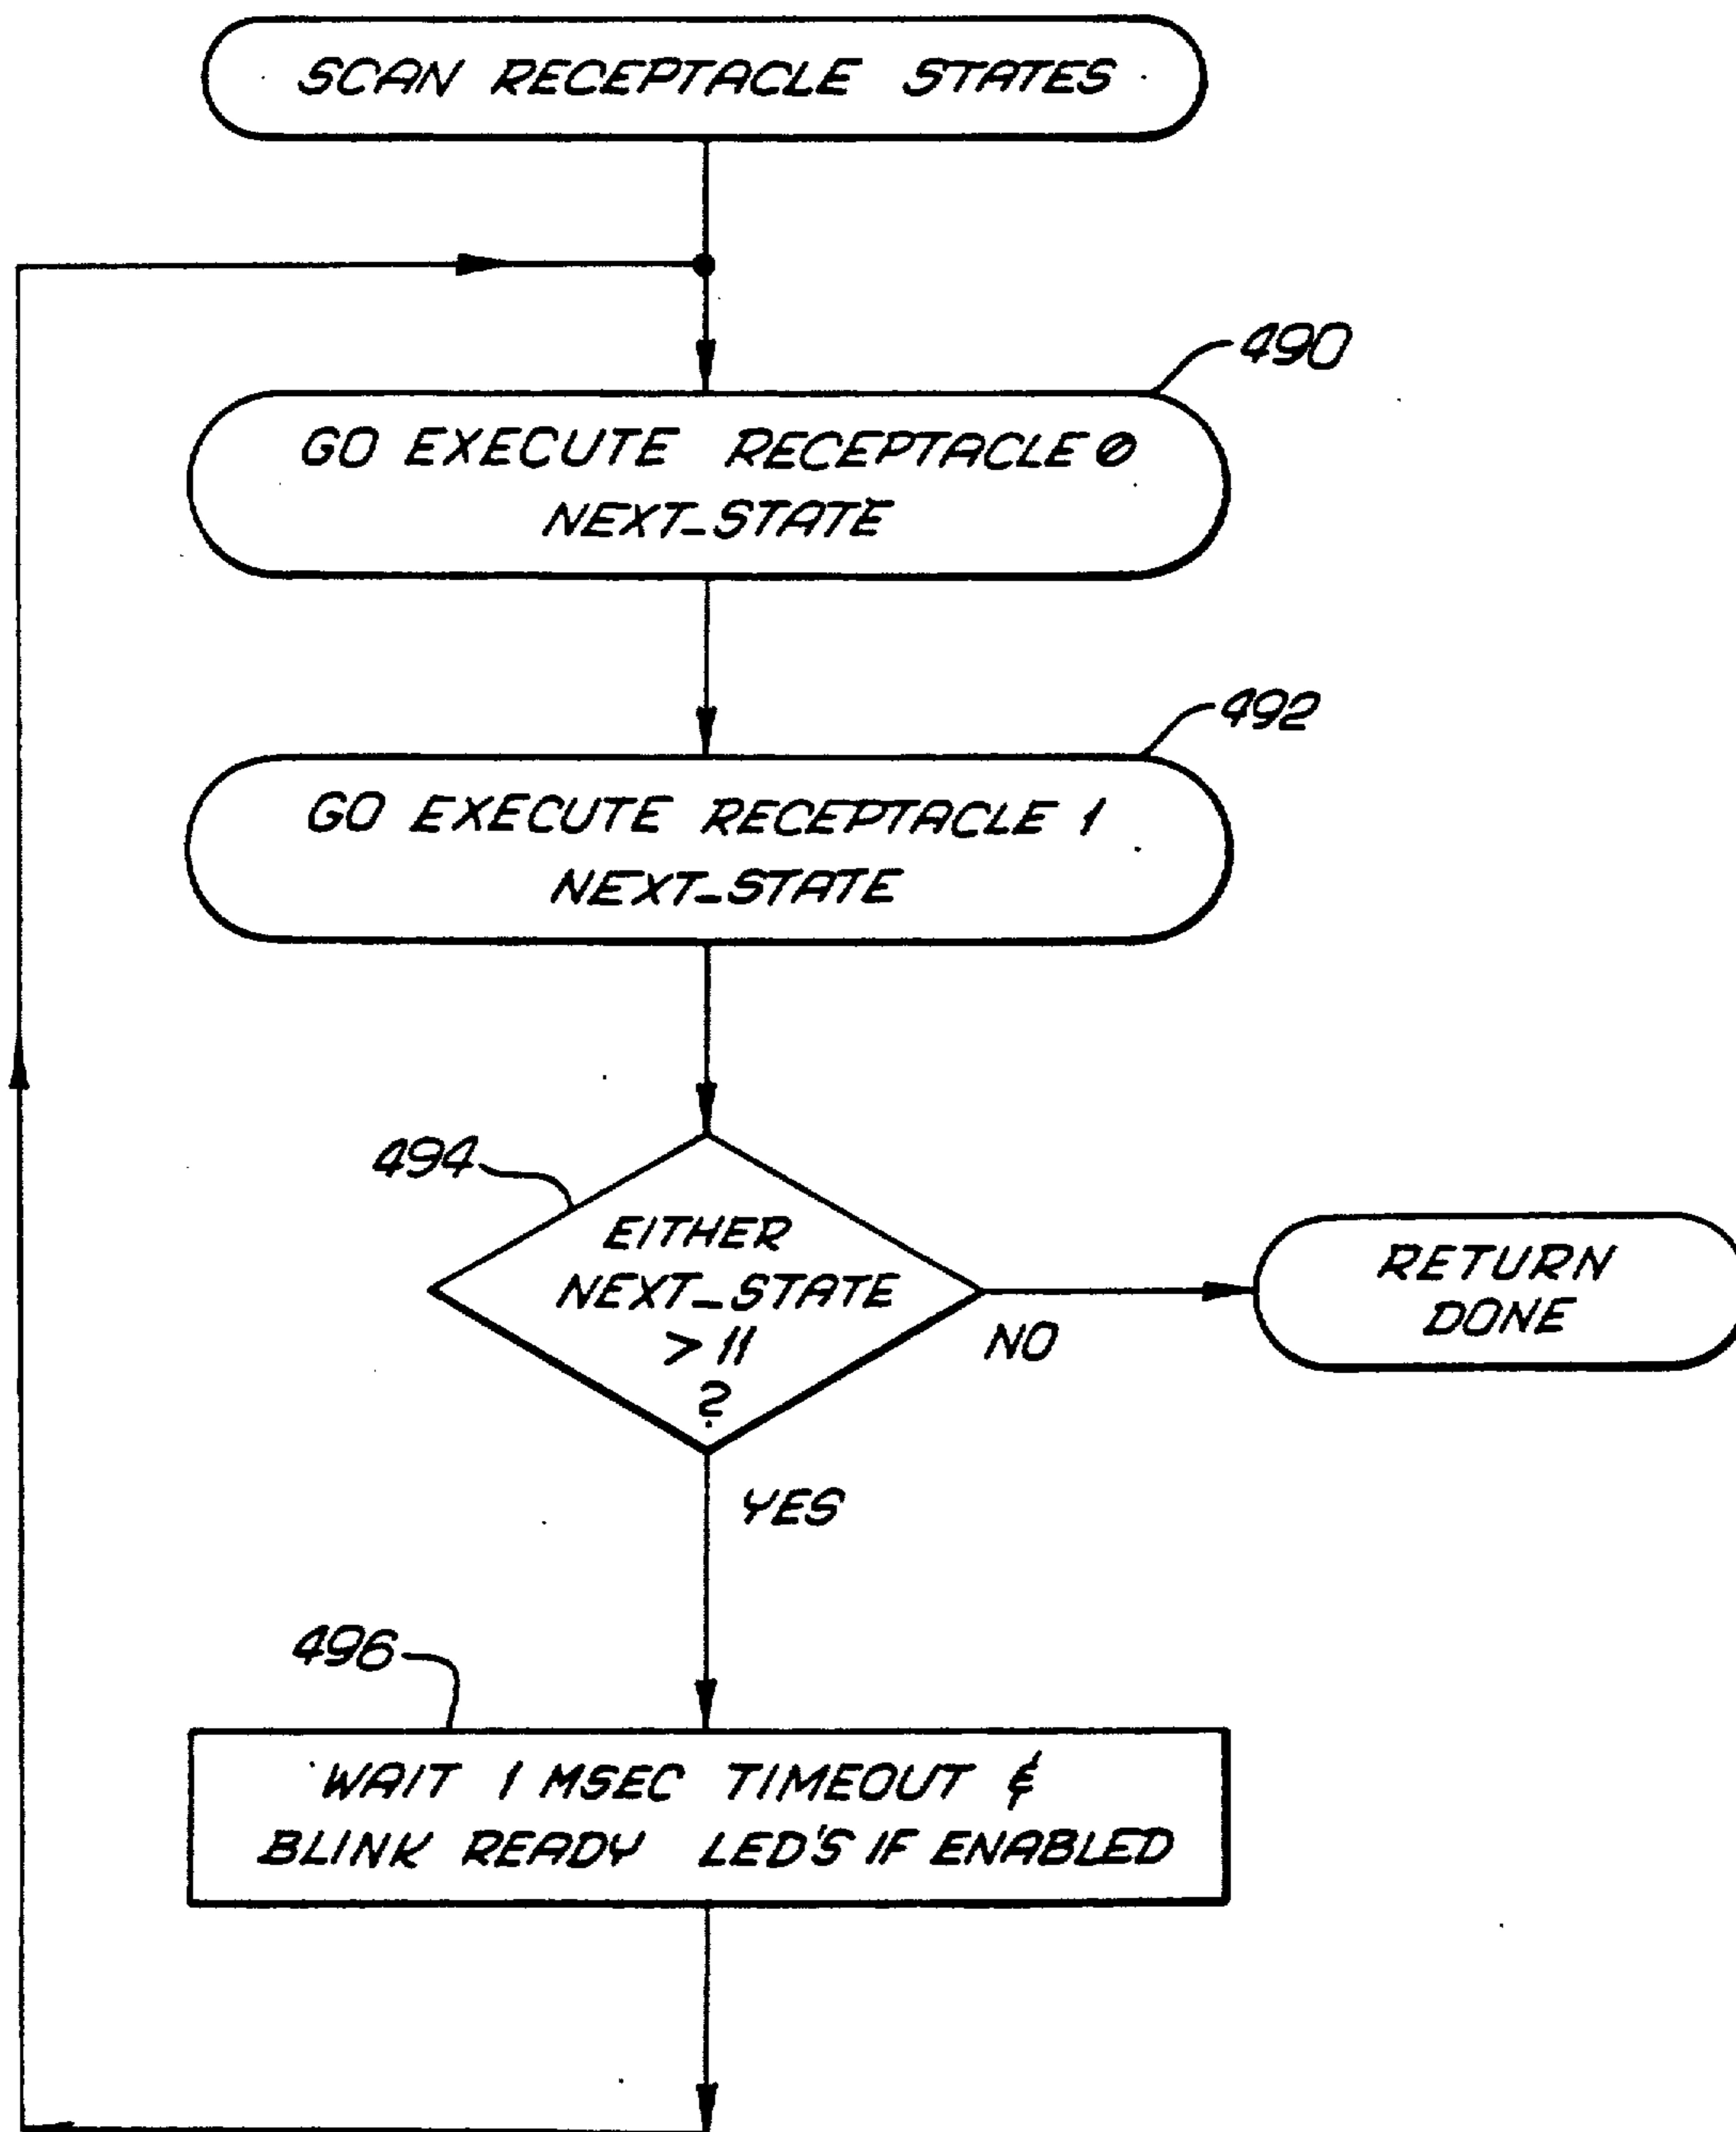 SCAN RECEPTACLE STATES
490
GO EXECUTE RECEPTACLE 0
NEXT_STATE
492
GO EXECUTE RECEPTACLE 1
NEXT_STATE
494
EITHER
NEXT_STATE
> 11
?
NO
RETURN
DONE
YES
496
WAIT 1 MSEC TIMEOUT &
BLINK READY LED'S IF ENABLED